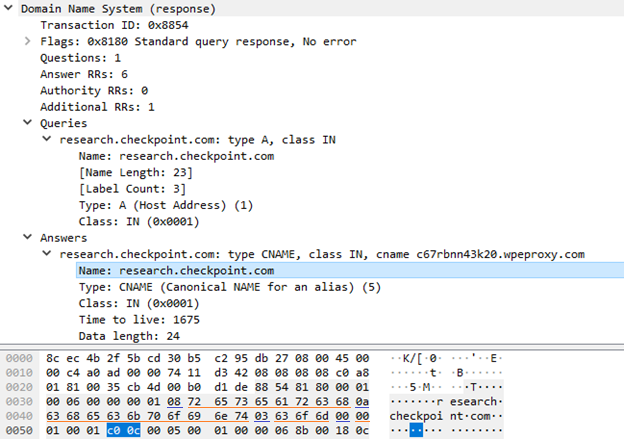 Domain Name System (response)
Transaction ID: 0x8854
Flags: 0x8180 Standard query response, No error
Questions: 1
Answer RRs: 6
Authority RRs: 0
Additional RRs: 1
Queries
research.checkpoint.com: type A, class IN
Name: research.checkpoint.com
[Name Length: 23]
[Label Count: 3]
Type: A (Host Address) (1)
Class: IN (0x0001)
Answers
research.checkpoint.com: type CNAME, class IN, cname c67rbnn43k20.wpeproxy.com
Name: research.checkpoint.com
Type: CNAME (Canonical NAME for an alias) (5)
Class: IN (0x0001)
Time to live: 1675
Data length: 24
0000 8c ec 4b 2f 5b cd 30 b5 c2 95 db 27 08 00 45 00 ··K/[·0· ···'··E·
0010 00 c4 a0 ad 00 00 74 11 d3 42 08 08 08 08 c0 a8 ······t· ·B······
0020 01 81 00 35 cb 4d 00 b0 d1 de 88 54 81 80 00 01 ···5·M·· ···T····
0030 00 06 00 00 00 01 08 72 65 73 65 61 72 63 68 0a ·······r esearch·
0040 63 68 65 63 6b 70 6f 69 6e 74 03 63 6f 6d 00 00 checkpoi nt·com··
0050 01 00 01 c0 0c 00 05 00 01 00 00 06 8b 00 18 0c ········ ········